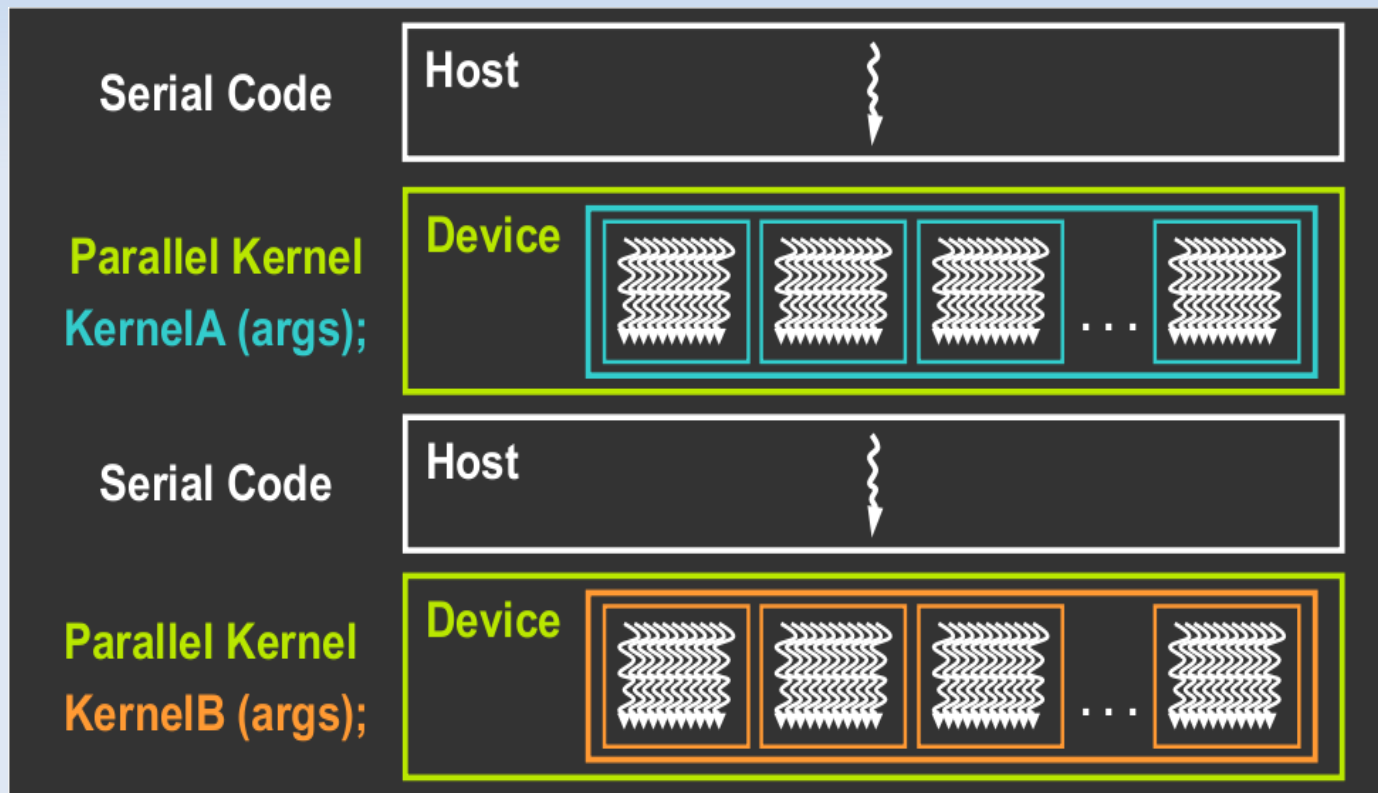 Serial Code
Host
Parallel Kernel
KernelA (args);
Device
...
Serial Code
Host
Parallel Kernel
KernelB (args);
Device
...